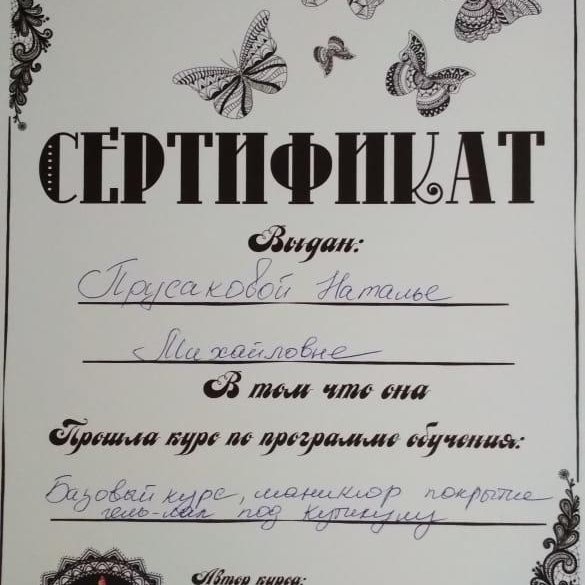 СЕРТИФИКАТ
Выдан:
Прусаковой Наталье
Михайловне
В том что она
Прошла курс по программе обучения:
Базовый курс, маникюр покрытие
гель-лак под кутикулу
Автор курса: